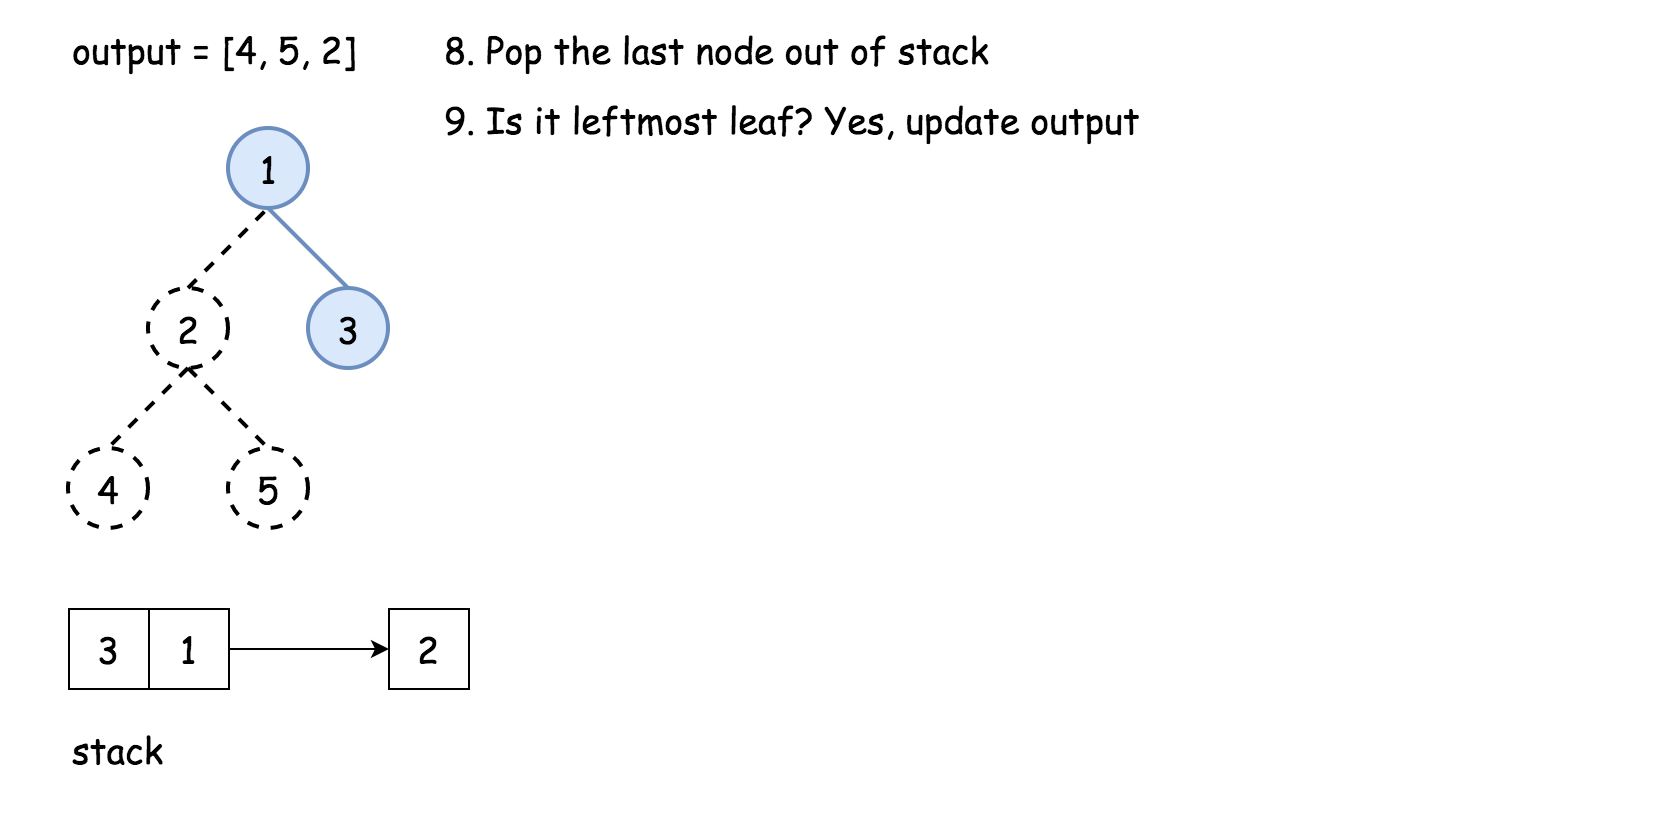 output = [4, 5, 2]
8. Pop the last node out of stack
9. Is it leftmost leaf? Yes, update output
1
2
3
4
5
3 1
2
stack